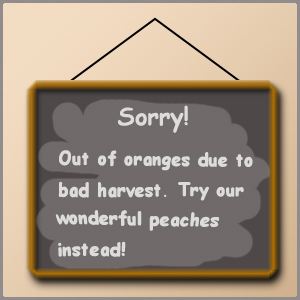 Sorry!
Out of oranges due to
bad harvest. Try our
wonderful peaches
instead!